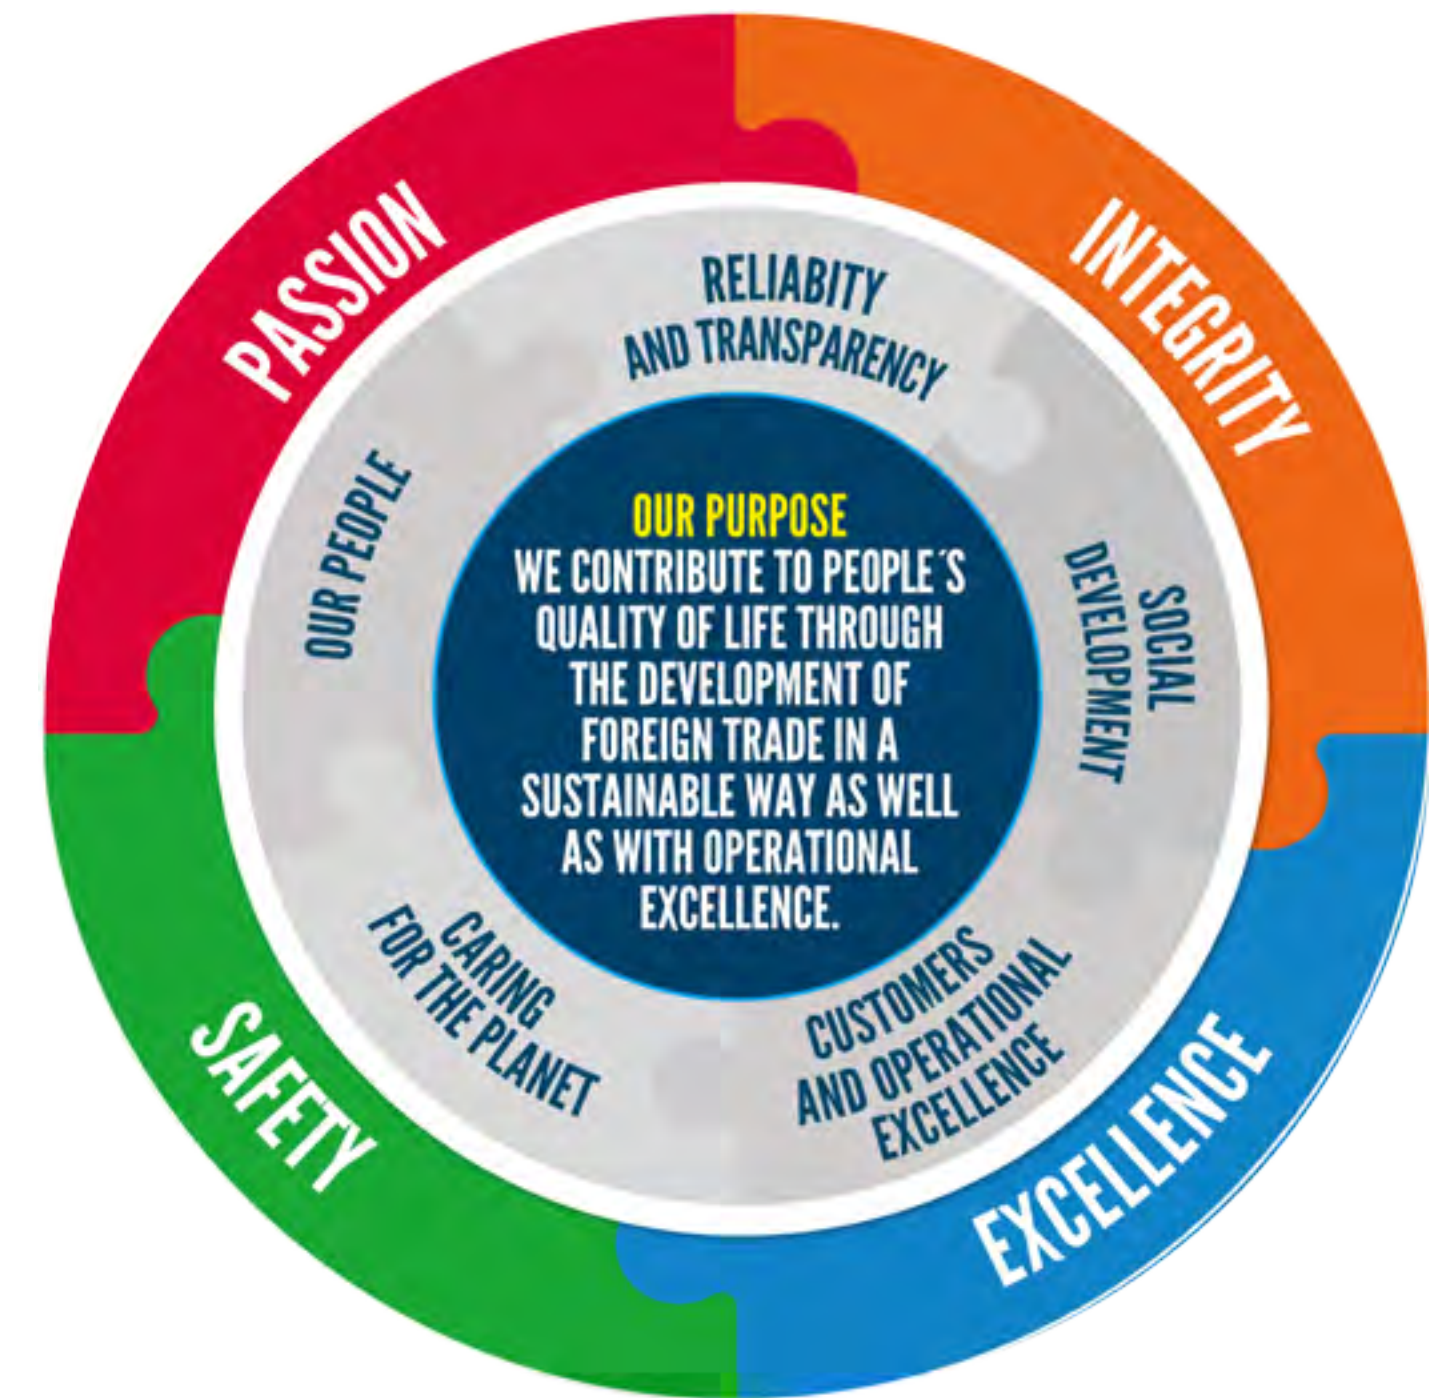 PASSION
INTEGRITY
RELIABITY
AND TRANSPARENCY
OUR PEOPLE
SOCIAL
DEVELOPMENT
OUR PURPOSE
WE CONTRIBUTE TO PEOPLE´S
QUALITY OF LIFE THROUGH
THE DEVELOPMENT OF
FOREIGN TRADE IN A
SUSTAINABLE WAY AS WELL
AS WITH OPERATIONAL
EXCELLENCE.
CARING
FOR THE PLANET
CUSTOMERS
AND OPERATIONAL
EXCELLENCE
SAFETY
EXCELLENCE